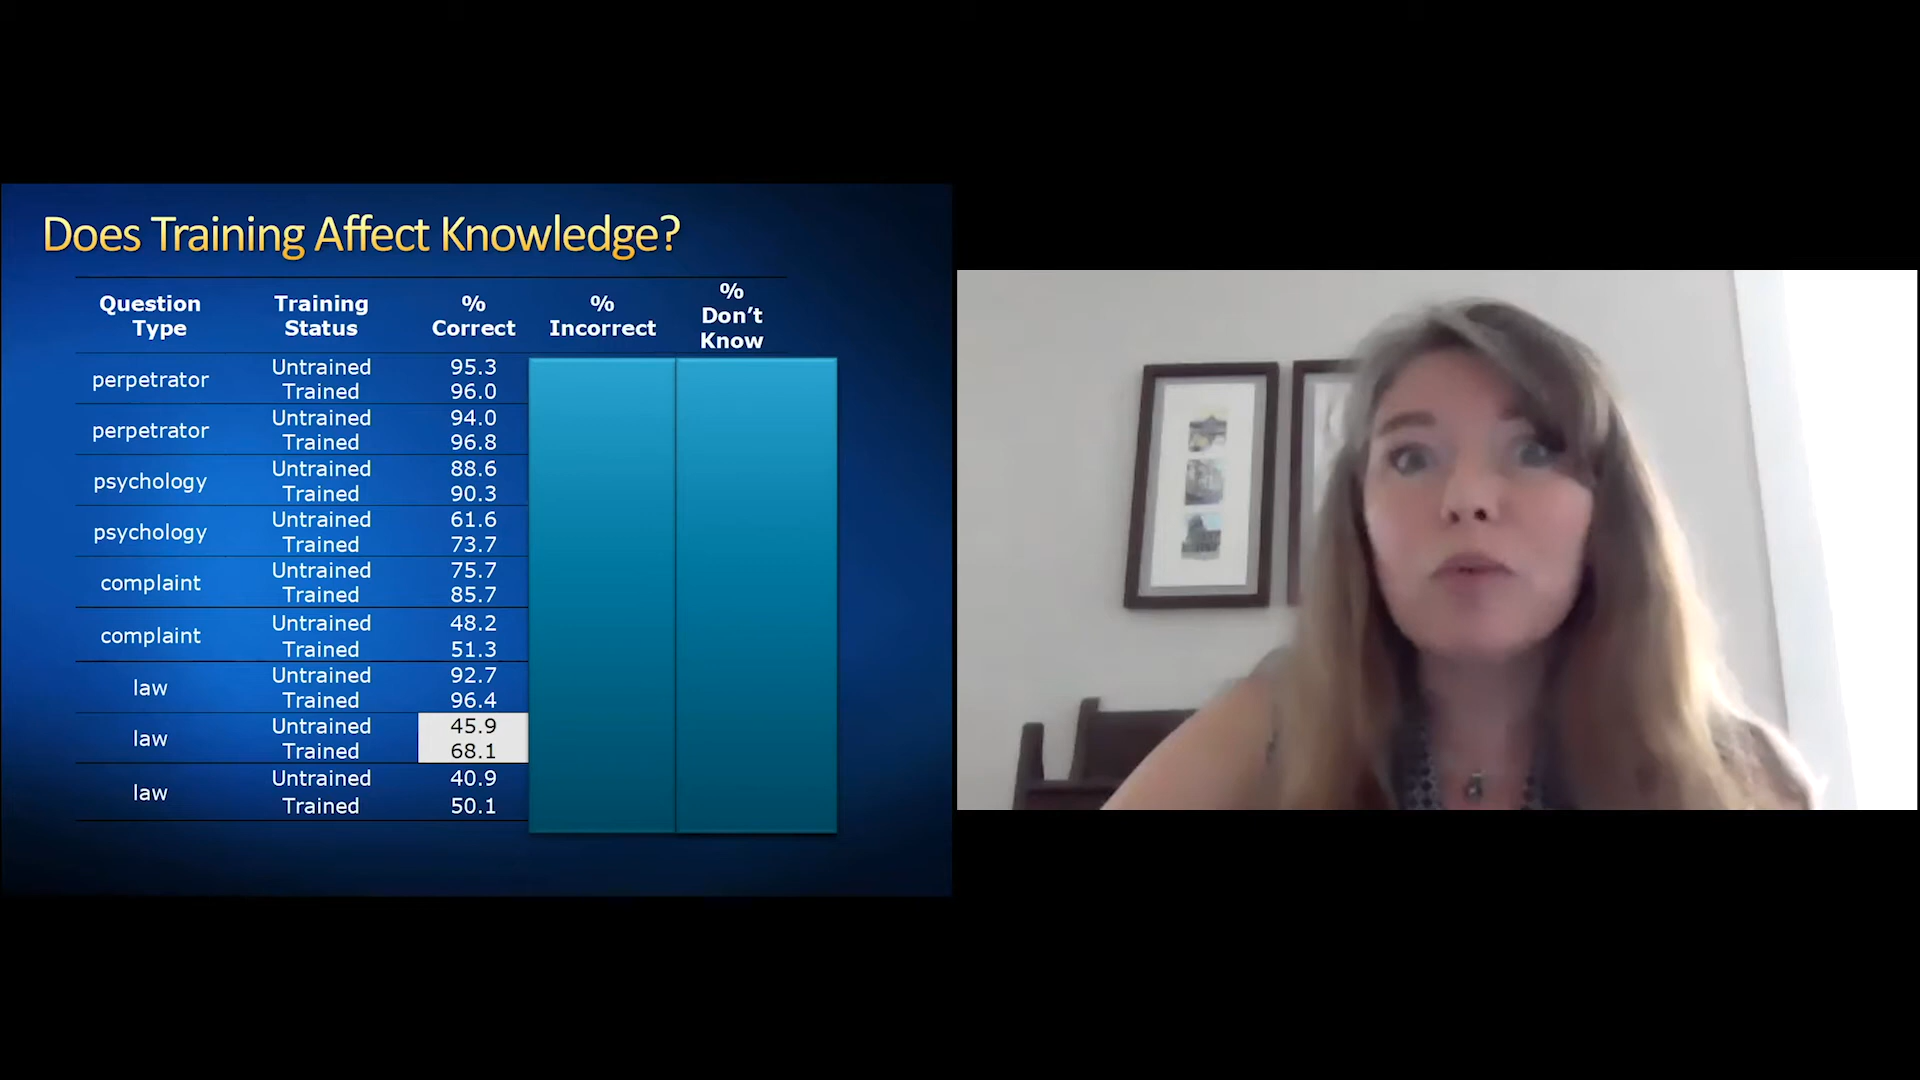 Does Training Affect Knowledge?
Question Type Training Status % Correct % Incorrect % Don’t Know
perpetrator Untrained 95.3
Trained 96.0
perpetrator Untrained 94.0
Trained 96.8
psychology Untrained 88.6
Trained 90.3
psychology Untrained 61.6
Trained 73.7
complaint Untrained 75.7
Trained 85.7
complaint Untrained 48.2
Trained 51.3
law Untrained 92.7
Trained 96.4
law Untrained 45.9
Trained 68.1
law Untrained 40.9
Trained 50.1